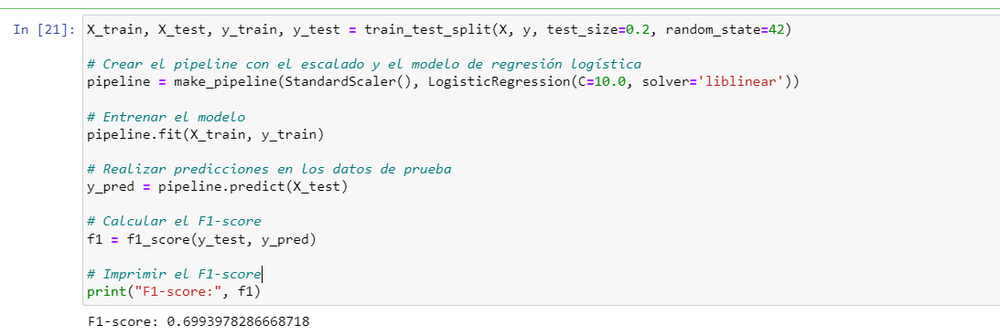 In [21]: X_train, X_test, y_train, y_test = train_test_split(X, y, test_size=0.2, random_state=42)
# Crear el pipeline con el escalado y el modelo de regresión logística
pipeline = make_pipeline(StandardScaler(), LogisticRegression(C=10.0, solver='liblinear'))
# Entrenar el modelo
pipeline.fit(X_train, y_train)
# Realizar predicciones en los datos de prueba
y_pred = pipeline.predict(X_test)
# Calcular el F1-score
f1 = f1_score(y_test, y_pred)
# Imprimir el F1-score
print("F1-score:", f1)
F1-score: 0.6993978286668718